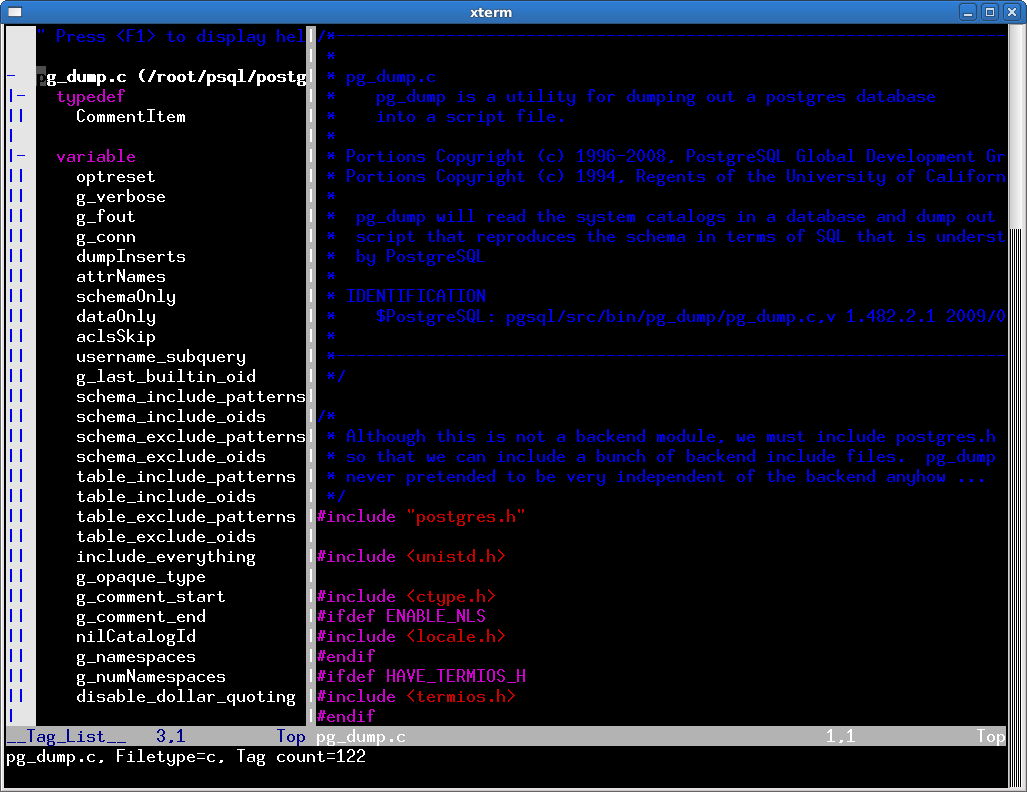 xterm
" Press <F1> to display hel
pg_dump.c (/root/psql/postg
typedef
CommentItem
variable
optreset
g_verbose
g_fout
g_conn
dumpInserts
attrNames
schemaOnly
dataOnly
aclsSkip
username_subquery
g_last_builtin_oid
schema_include_patterns
schema_include_oids
schema_exclude_patterns
schema_exclude_oids
table_include_patterns
table_include_oids
table_exclude_patterns
table_exclude_oids
include_everything
g_opaque_type
g_comment_start
g_comment_end
nilCatalogId
g_namespaces
g_numNamespaces
disable_dollar_quoting
__Tag_List__ 3,1 Top
/*-------------------------------------------------------------------
 *
 * pg_dump.c
 *    pg_dump is a utility for dumping out a postgres database
 *    into a script file.
 *
 * Portions Copyright (c) 1996-2008, PostgreSQL Global Development Gr
 * Portions Copyright (c) 1994, Regents of the University of Californ
 *
 *  pg_dump will read the system catalogs in a database and dump out
 *  script that reproduces the schema in terms of SQL that is underst
 *  by PostgreSQL
 *
 * IDENTIFICATION
 *    $PostgreSQL: pgsql/src/bin/pg_dump/pg_dump.c,v 1.482.2.1 2009/0
 *
 *-------------------------------------------------------------------
 */
/*
 * Although this is not a backend module, we must include postgres.h
 * so that we can include a bunch of backend include files.  pg_dump
 * never pretended to be very independent of the backend anyhow ...
 */
#include "postgres.h"
#include <unistd.h>
#include <ctype.h>
#ifdef ENABLE_NLS
#include <locale.h>
#endif
#ifdef HAVE_TERMIOS_H
#include <termios.h>
#endif
pg_dump.c 1,1 Top
pg_dump.c, Filetype=c, Tag count=122